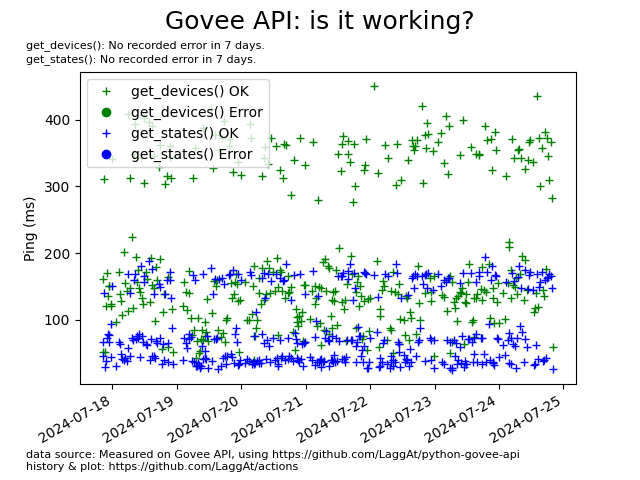 Govee API: is it working?
get_devices(): No recorded error in 7 days.
get_states(): No recorded error in 7 days.
get_devices() OK
get_devices() Error
get_states() OK
get_states() Error
Ping (ms)
400
300
200
100
2024-07-18
2024-07-19
2024-07-20
2024-07-21
2024-07-22
2024-07-23
2024-07-24
2024-07-25
data source: Measured on Govee API, using https://github.com/LaggAt/python-govee-api
history & plot: https://github.com/LaggAt/actions